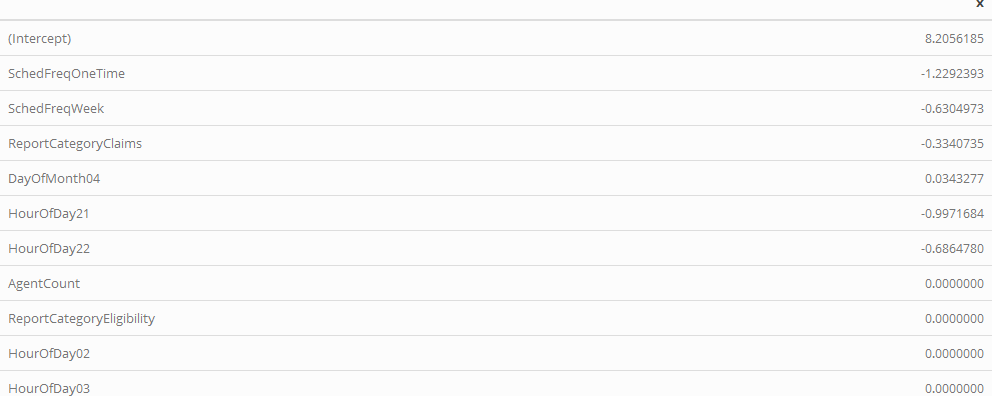 x
(Intercept) 8.2056185
SchedFreqOneTime -1.2292393
SchedFreqWeek -0.6304973
ReportCategoryClaims -0.3340735
DayOfMonth04 0.0343277
HourOfDay21 -0.9971684
HourOfDay22 -0.6864780
AgentCount 0.0000000
ReportCategoryEligibility 0.0000000
HourOfDay02 0.0000000
HourOfDay03 0.0000000